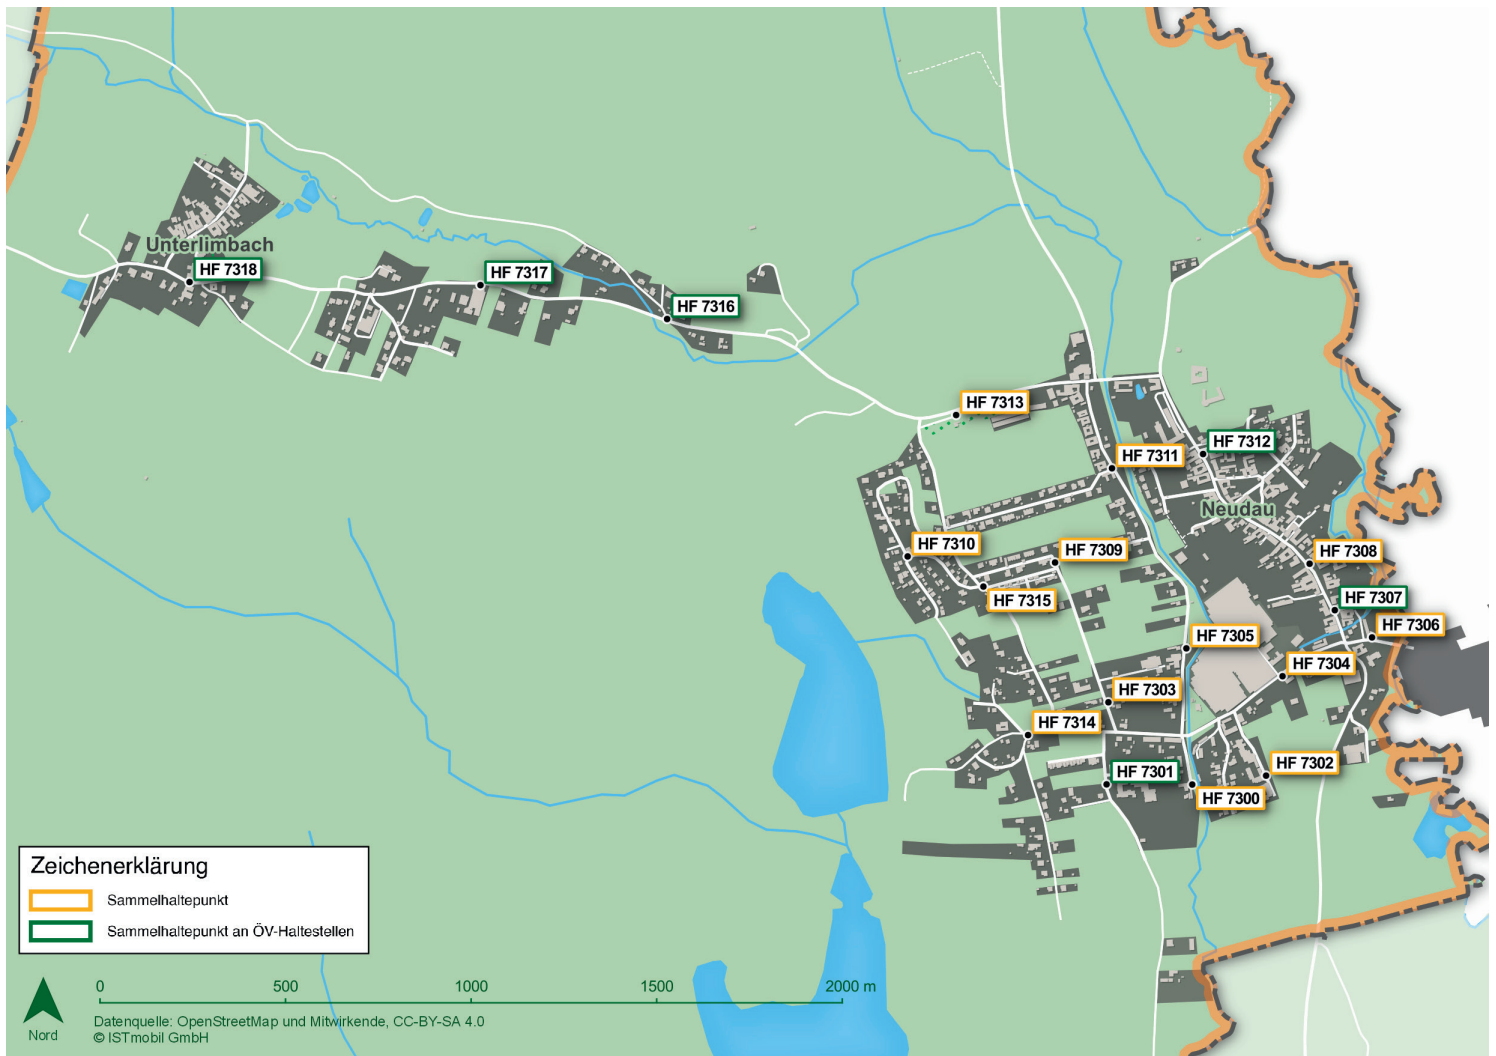 Unterlimbach
HF 7318
HF 7317
HF 7316
HF 7313
HF 7312
HF 7311
Neudau
HF 7310
HF 7309
HF 7308
HF 7315
HF 7307
HF 7306
HF 7305
HF 7304
HF 7303
HF 7314
HF 7302
HF 7301
HF 7300
Zeichenerklärung
Sammelhaltepunkt
Sammelhaltepunkt an ÖV-Haltestellen
0 500 1000 1500 2000 m
Nord
Datenquelle: OpenStreetMap und Mitwirkende, CC-BY-SA 4.0
© ISTmobil GmbH